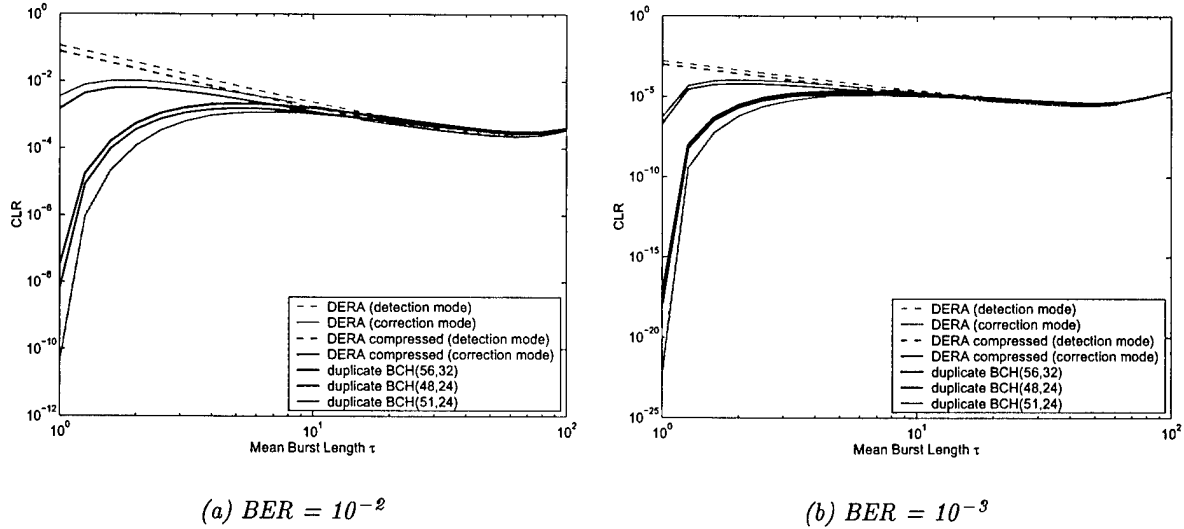 10^0
10^-2
10^-4
10^-6
10^-8
10^-10
10^-12
CLR
10^0
10^1
10^2
Mean Burst Length τ
DERA (detection mode)
DERA (correction mode)
DERA compressed (detection mode)
DERA compressed (correction mode)
duplicate BCH(56,32)
duplicate BCH(48,24)
duplicate BCH(51,24)
(a) BER = 10^-2
10^0
10^-5
10^-10
10^-15
10^-20
10^-25
CLR
10^0
10^1
10^2
Mean Burst Length τ
DERA (detection mode)
DERA (correction mode)
DERA compressed (detection mode)
DERA compressed (correction mode)
duplicate BCH(56,32)
duplicate BCH(48,24)
duplicate BCH(51,24)
(b) BER = 10^-3